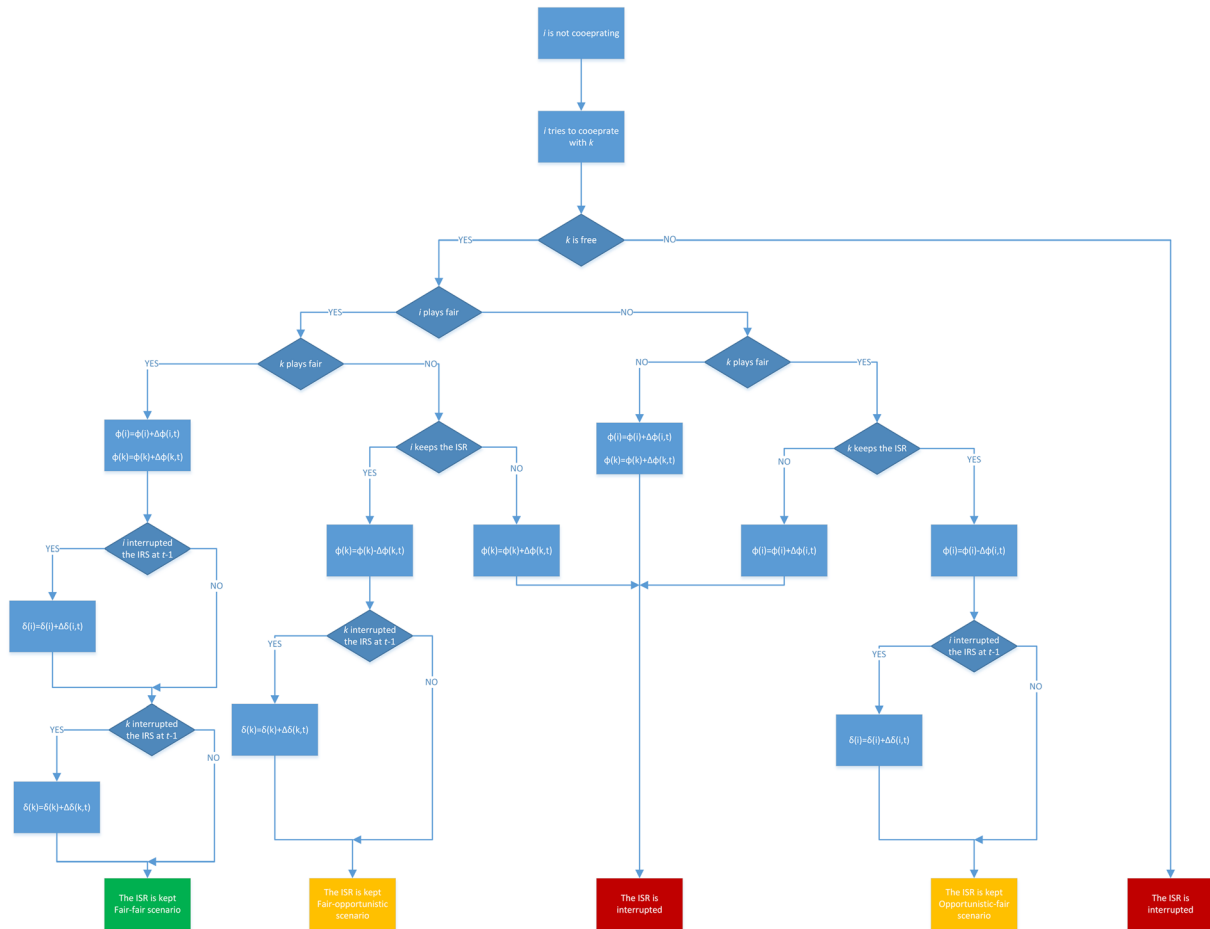 i is not cooeprating
i tries to cooeprate
with k
k is free
YES
NO
i plays fair
YES
NO
k plays fair
k plays fair
YES
NO
NO
YES
ϕ(i)=ϕ(i)+Δϕ(i,t)
ϕ(k)=ϕ(k)+Δϕ(k,t)
i keeps the ISR
ϕ(i)=ϕ(i)+Δϕ(i,t)
ϕ(k)=ϕ(k)+Δϕ(k,t)
k keeps the ISR
YES
NO
NO
YES
i interrupted
the IRS at t-1
ϕ(k)=ϕ(k)-Δϕ(k,t)
ϕ(k)=ϕ(k)+Δϕ(k,t)
ϕ(i)=ϕ(i)+Δϕ(i,t)
ϕ(i)=ϕ(i)-Δϕ(i,t)
YES
NO
δ(i)=δ(i)+Δδ(i,t)
k interrupted
the IRS at t-1
i interrupted
the IRS at t-1
YES
NO
YES
NO
k interrupted
the IRS at t-1
δ(k)=δ(k)+Δδ(k,t)
δ(i)=δ(i)+Δδ(i,t)
YES
NO
δ(k)=δ(k)+Δδ(k,t)
The ISR is kept
Fair-fair scenario
The ISR is kept
Fair-opportunistic
scenario
The ISR is
interrupted
The ISR is kept
Opportunistic-fair
scenario
The ISR is
interrupted